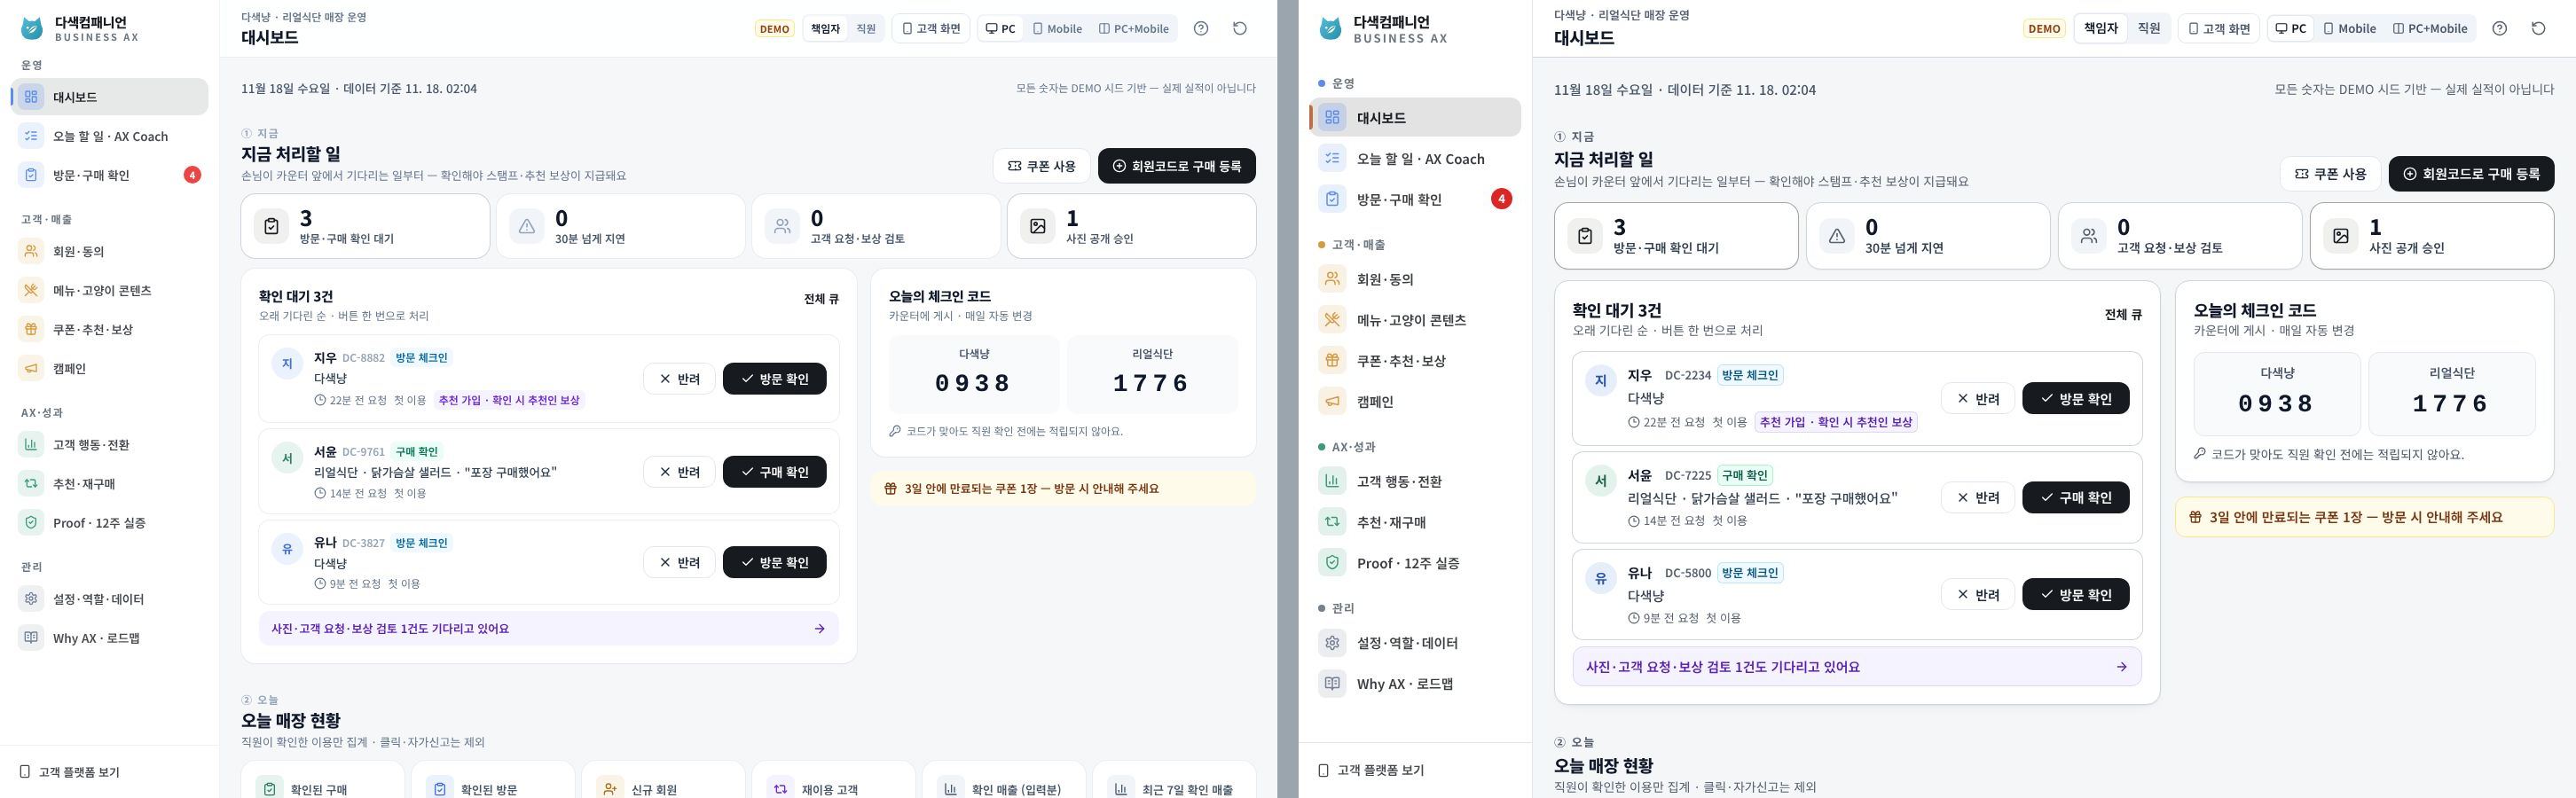 다색컴패니언
BUSINESS AX
운영
대시보드
오늘 할 일 · AX Coach
방문·구매 확인
4
고객·매출
회원·동의
메뉴·고양이 콘텐츠
쿠폰·추천·보상
캠페인
AX·성과
고객 행동·전환
추천·재구매
Proof · 12주 실증
관리
설정·역할·데이터
Why AX · 로드맵
고객 플랫폼 보기
다색냥 · 리얼식단 매장 운영
대시보드
DEMO 책임자 직원 고객 화면 PC Mobile PC+Mobile
11월 18일 수요일 · 데이터 기준 11. 18. 02:04
모든 숫자는 DEMO 시드 기반 — 실제 실적이 아닙니다
① 지금
지금 처리할 일
손님이 카운터 앞에서 기다리는 일부터 — 확인해야 스탬프·추천 보상이 지급돼요
쿠폰 사용
회원코드로 구매 등록
3
방문·구매 확인 대기
0
30분 넘게 지연
0
고객 요청·보상 검토
1
사진 공개 승인
확인 대기 3건
오래 기다린 순 · 버튼 한 번으로 처리
전체 큐
지
지우 DC-8882 방문 체크인
다색냥
22분 전 요청 첫 이용 추천 가입 · 확인 시 추천인 보상
반려
방문 확인
서
서윤 DC-9761 구매 확인
리얼식단 · 닭가슴살 샐러드 · "포장 구매했어요"
14분 전 요청 첫 이용
반려
구매 확인
유
유나 DC-3827 방문 체크인
다색냥
9분 전 요청 첫 이용
반려
방문 확인
사진·고객 요청·보상 검토 1건도 기다리고 있어요
오늘의 체크인 코드
카운터에 게시 · 매일 자동 변경
다색냥
0938
리얼식단
1776
코드가 맞아도 직원 확인 전에는 적립되지 않아요.
3일 안에 만료되는 쿠폰 1장 — 방문 시 안내해 주세요
② 오늘
오늘 매장 현황
직원이 확인한 이용만 집계 · 클릭·자가신고는 제외
확인된 구매
확인된 방문
신규 회원
재이용 고객
확인 매출 (입력분)
최근 7일 확인 매출
다색컴패니언
BUSINESS AX
운영
대시보드
오늘 할 일 · AX Coach
방문·구매 확인
4
고객·매출
회원·동의
메뉴·고양이 콘텐츠
쿠폰·추천·보상
캠페인
AX·성과
고객 행동·전환
추천·재구매
Proof · 12주 실증
관리
설정·역할·데이터
Why AX · 로드맵
고객 플랫폼 보기
다색냥 · 리얼식단 매장 운영
대시보드
DEMO 책임자 직원 고객 화면 PC Mobile PC+Mobile
11월 18일 수요일 · 데이터 기준 11. 18. 02:04
모든 숫자는 DEMO 시드 기반 — 실제 실적이 아닙니다
① 지금
지금 처리할 일
손님이 카운터 앞에서 기다리는 일부터 — 확인해야 스탬프·추천 보상이 지급돼요
쿠폰 사용
회원코드로 구매 등록
3
방문·구매 확인 대기
0
30분 넘게 지연
0
고객 요청·보상 검토
1
사진 공개 승인
확인 대기 3건
오래 기다린 순 · 버튼 한 번으로 처리
전체 큐
지
지우 DC-2234 방문 체크인
다색냥
22분 전 요청 첫 이용 추천 가입 · 확인 시 추천인 보상
반려
방문 확인
서
서윤 DC-7225 구매 확인
리얼식단 · 닭가슴살 샐러드 · "포장 구매했어요"
14분 전 요청 첫 이용
반려
구매 확인
유
유나 DC-5800 방문 체크인
다색냥
9분 전 요청 첫 이용
반려
방문 확인
사진·고객 요청·보상 검토 1건도 기다리고 있어요
오늘의 체크인 코드
카운터에 게시 · 매일 자동 변경
다색냥
0938
리얼식단
1776
코드가 맞아도 직원 확인 전에는 적립되지 않아요.
3일 안에 만료되는 쿠폰 1장 — 방문 시 안내해 주세요
② 오늘
오늘 매장 현황
직원이 확인한 이용만 집계 · 클릭·자가신고는 제외